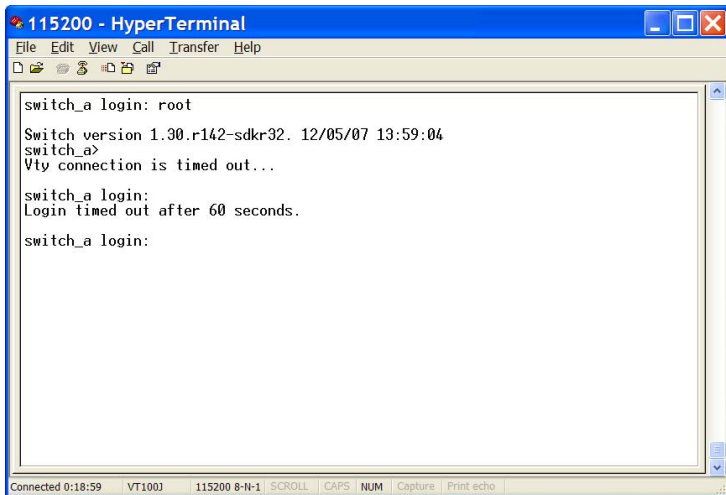 115200 - HyperTerminal
File Edit View Call Transfer Help
switch_a login: root
Switch version 1.30.r142-sdkr32. 12/05/07 13:59:04
switch_a>
Vty connection is timed out...
switch_a login:
Login timed out after 60 seconds.
switch_a login:
Connected 0:18:59 VT100J 115200 8-N-1 SCROLL CAPS NUM Capture Print echo